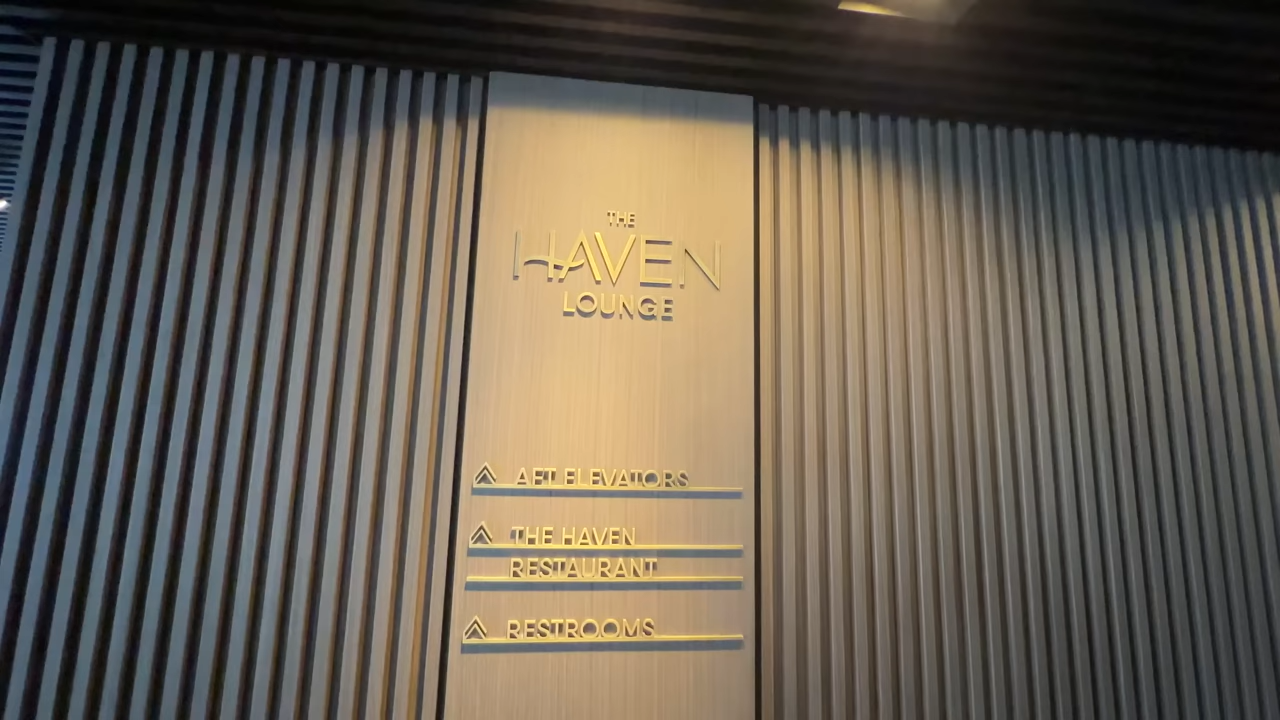 THE
HAVEN
LOUNGE
AFT ELEVATORS
THE HAVEN
RESTAURANT
RESTROOMS